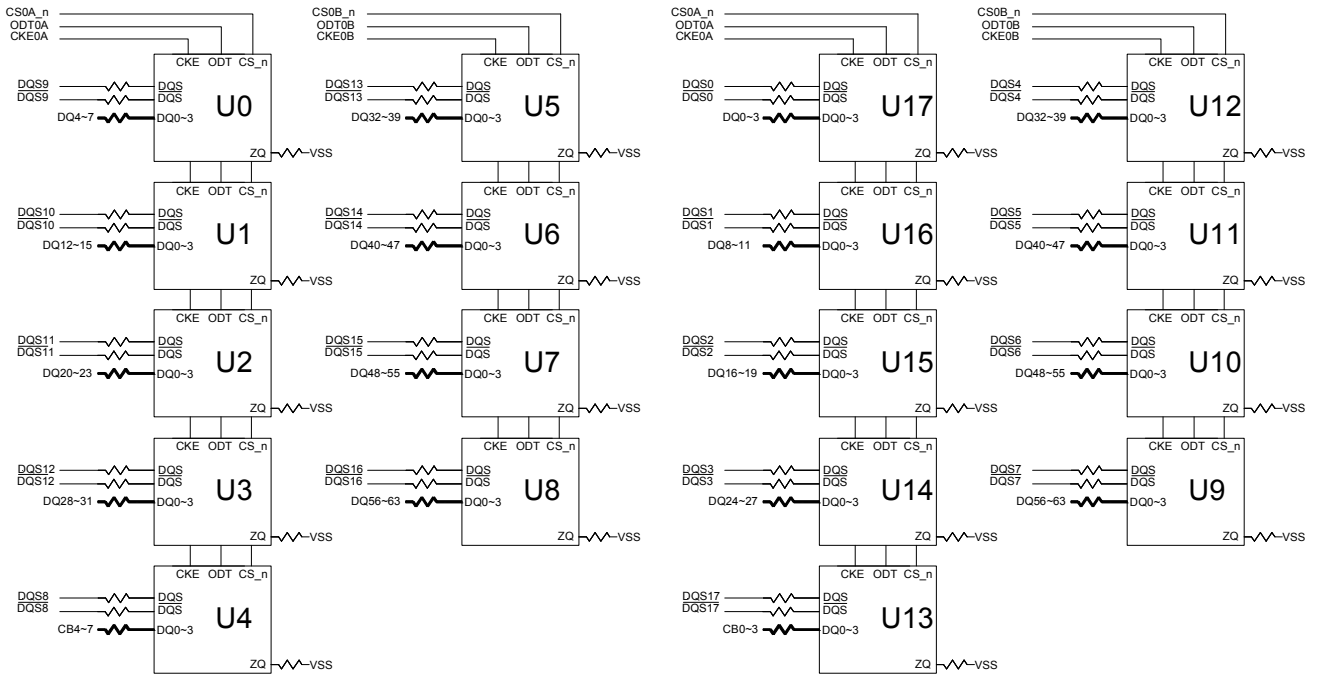 CS0A_n
ODT0A
CKE0A
CKE ODT CS_n
DQS9
DQS9
DQ4~7
DQS
DQS
DQ0~3
U0
ZQ
VSS
CKE ODT CS_n
DQS10
DQS10
DQ12~15
DQS
DQS
DQ0~3
U1
ZQ
VSS
CKE ODT CS_n
DQS11
DQS11
DQ20~23
DQS
DQS
DQ0~3
U2
ZQ
VSS
CKE ODT CS_n
DQS12
DQS12
DQ28~31
DQS
DQS
DQ0~3
U3
ZQ
VSS
CKE ODT CS_n
DQS8
DQS8
CB4~7
DQS
DQS
DQ0~3
U4
ZQ
VSS
CS0B_n
ODT0B
CKE0B
CKE ODT CS_n
DQS13
DQS13
DQ32~39
DQS
DQS
DQ0~3
U5
ZQ
VSS
CKE ODT CS_n
DQS14
DQS14
DQ40~47
DQS
DQS
DQ0~3
U6
ZQ
VSS
CKE ODT CS_n
DQS15
DQS15
DQ48~55
DQS
DQS
DQ0~3
U7
ZQ
VSS
CKE ODT CS_n
DQS16
DQS16
DQ56~63
DQS
DQS
DQ0~3
U8
ZQ
VSS
CS0A_n
ODT0A
CKE0A
CKE ODT CS_n
DQS0
DQS0
DQ0~3
DQS
DQS
DQ0~3
U17
ZQ
VSS
CKE ODT CS_n
DQS1
DQS1
DQ8~11
DQS
DQS
DQ0~3
U16
ZQ
VSS
CKE ODT CS_n
DQS2
DQS2
DQ16~19
DQS
DQS
DQ0~3
U15
ZQ
VSS
CKE ODT CS_n
DQS3
DQS3
DQ24~27
DQS
DQS
DQ0~3
U14
ZQ
VSS
CKE ODT CS_n
DQS17
DQS17
CB0~3
DQS
DQS
DQ0~3
U13
ZQ
VSS
CS0B_n
ODT0B
CKE0B
CKE ODT CS_n
DQS4
DQS4
DQ32~39
DQS
DQS
DQ0~3
U12
ZQ
VSS
CKE ODT CS_n
DQS5
DQS5
DQ40~47
DQS
DQS
DQ0~3
U11
ZQ
VSS
CKE ODT CS_n
DQS6
DQS6
DQ48~55
DQS
DQS
DQ0~3
U10
ZQ
VSS
CKE ODT CS_n
DQS7
DQS7
DQ56~63
DQS
DQS
DQ0~3
U9
ZQ
VSS